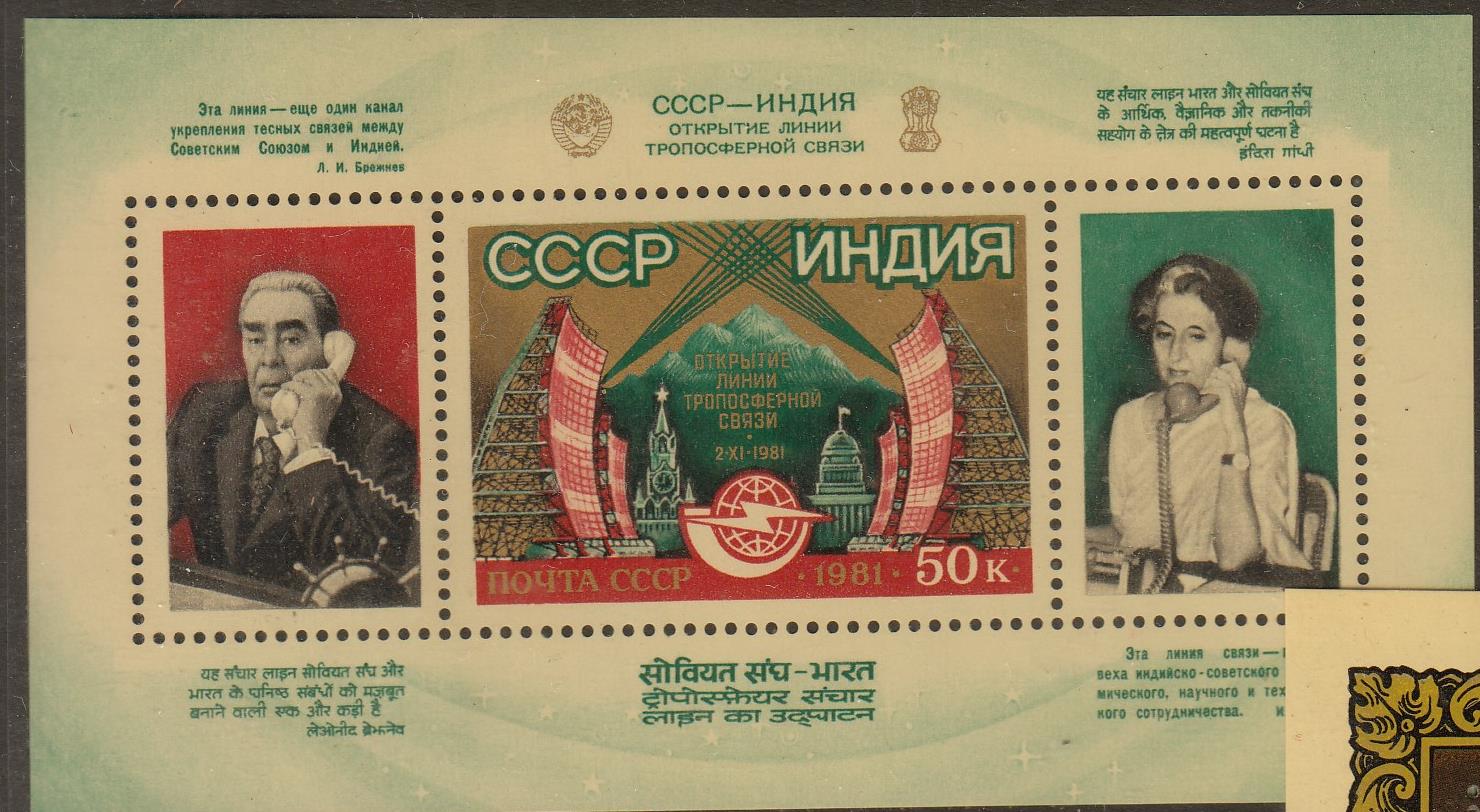 Эта линия — еще один канал
укрепления тесных связей между
Советским Союзом и Индией.
Л. И. Брежнев
СССР—ИНДИЯ
ОТКРЫТИЕ ЛИНИИ
ТРОПОСФЕРНОЙ СВЯЗИ
यह संचार लाइन भारत और सोवियत संघ
के आर्थिक, वैज्ञानिक और तकनीकी
सहयोग के क्षेत्र की महत्वपूर्ण घटना है
इंदिरा गांधी
СССР ИНДИЯ
ОТКРЫТИЕ
ЛИНИИ
ТРОПОСФЕРНОЙ
СВЯЗИ
2·XI·1981
ПОЧТА СССР ·1981· 50 к·
यह संचार लाइन सोवियत संघ और
भारत के घनिष्ठ संबंधों को मज़बूत
बनाने वाली एक और कड़ी है
लेओनीद ब्रेझनेव
सोवियत संघ-भारत
ट्रोपोस्फ़ेयर संचार
लाइन का उद्घाटन
Эта линия связи —
веха индийско-советского
мического, научного и тех
кого сотрудничества. И